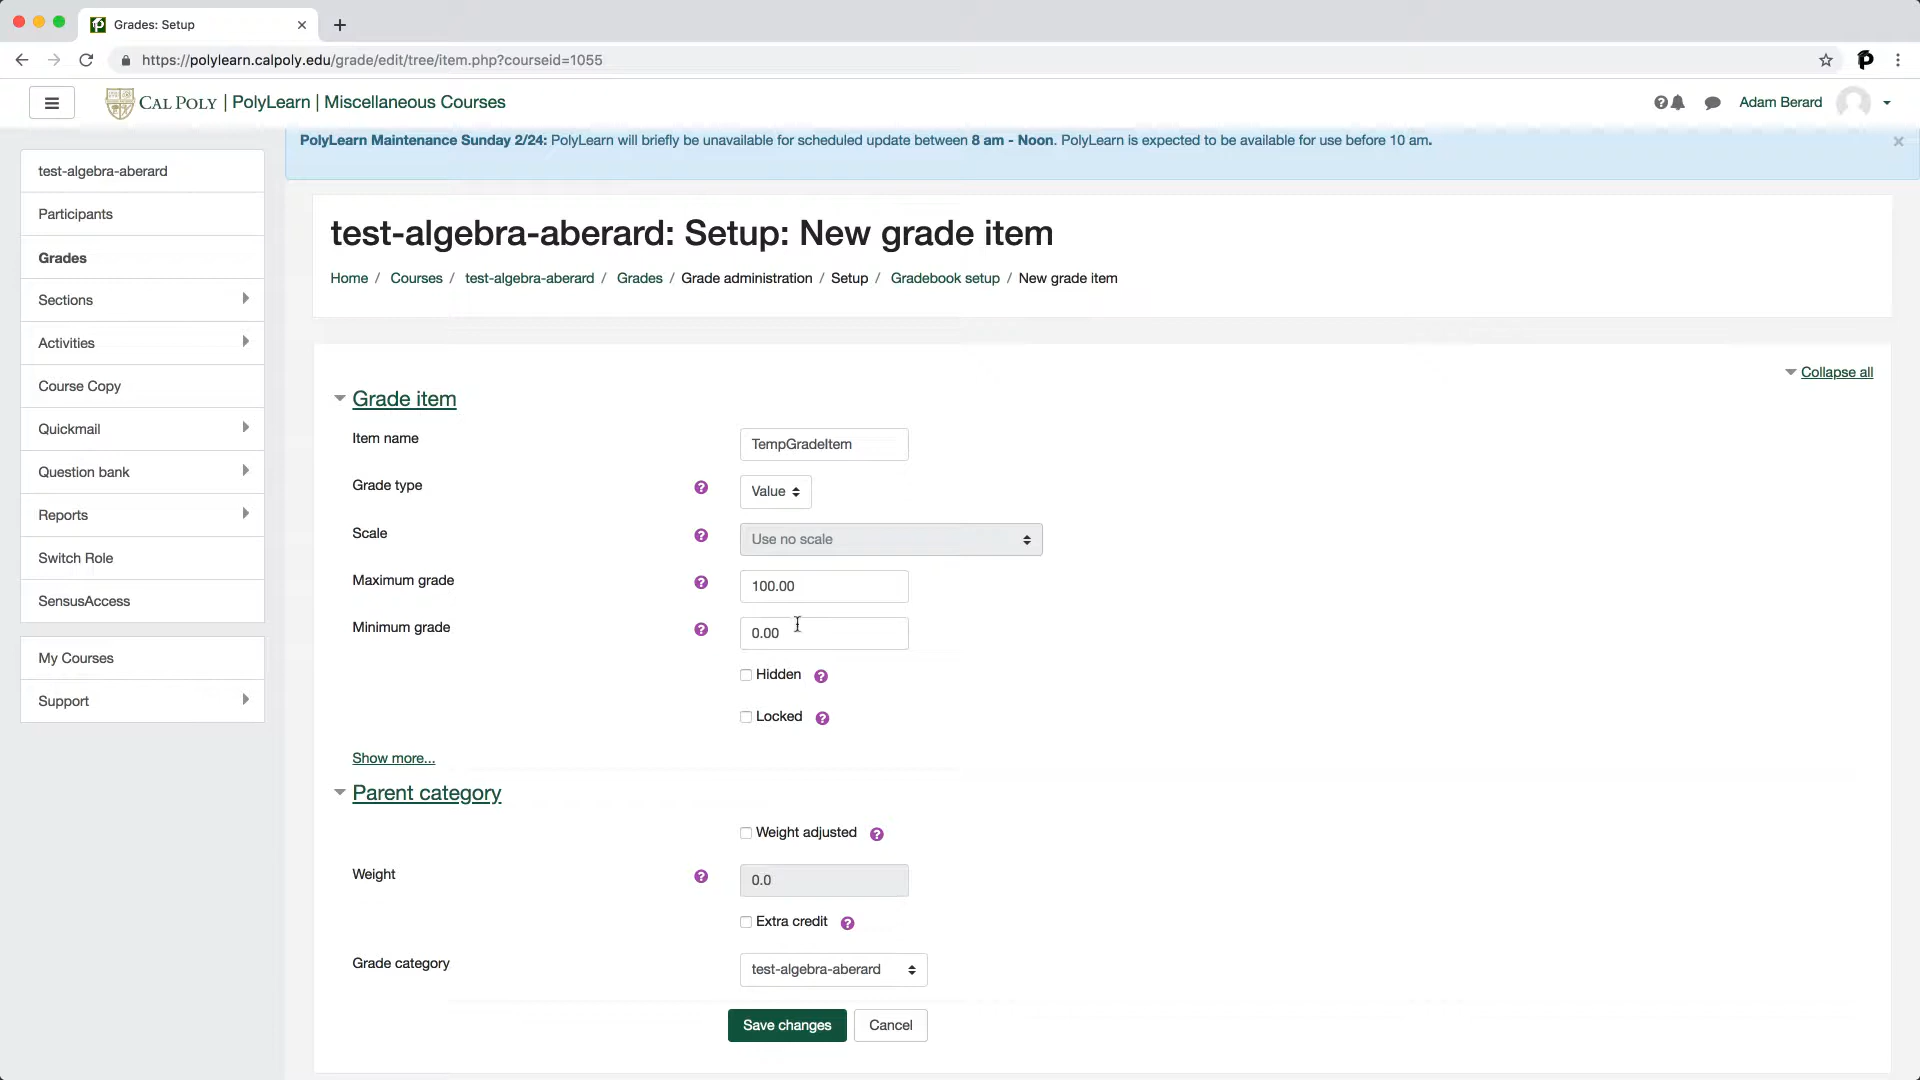 Grades: Setup
https://polylearn.calpoly.edu/grade/edit/tree/item.php?courseid=1055
CAL POLY | PolyLearn | Miscellaneous Courses
Adam Berard
PolyLearn Maintenance Sunday 2/24: PolyLearn will briefly be unavailable for scheduled update between 8 am - Noon. PolyLearn is expected to be available for use before 10 am.
test-algebra-aberard
Participants
Grades
Sections
Activities
Course Copy
Quickmail
Question bank
Reports
Switch Role
SensusAccess
My Courses
Support
test-algebra-aberard: Setup: New grade item
Home / Courses / test-algebra-aberard / Grades / Grade administration / Setup / Gradebook setup / New grade item
Collapse all
Grade item
Item name
TempGradeItem
Grade type
? Value
Scale
? Use no scale
Maximum grade
? 100.00
Minimum grade
? 0.00
Hidden ?
Locked ?
Show more...
Parent category
Weight adjusted ?
Weight
? 0.0
Extra credit ?
Grade category
test-algebra-aberard
Save changes Cancel